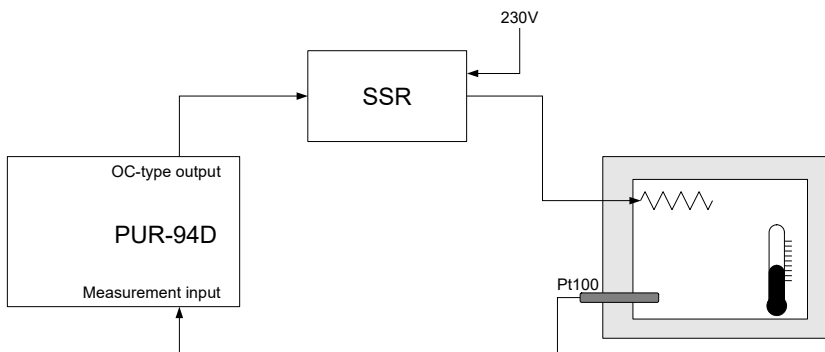 230V
SSR
OC-type output
PUR-94D
Measurement input
Pt100